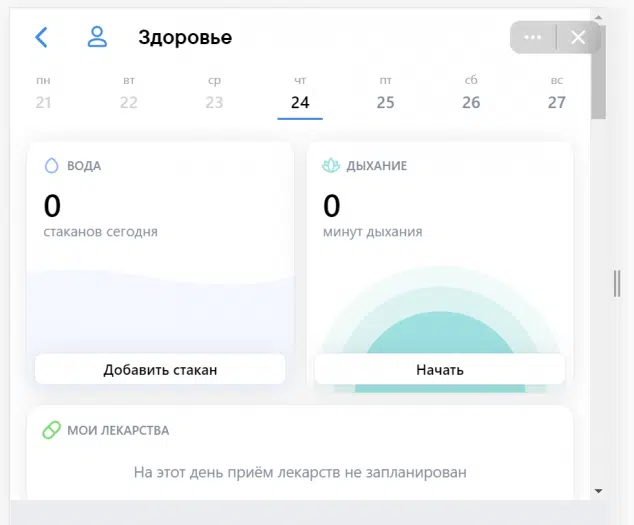 Здоровье
пн вт ср чт пт сб вс
21 22 23 24 25 26 27
ВОДА
0
стаканов сегодня
Добавить стакан
ДЫХАНИЕ
0
минут дыхания
Начать
МОИ ЛЕКАРСТВА
На этот день приём лекарств не запланирован